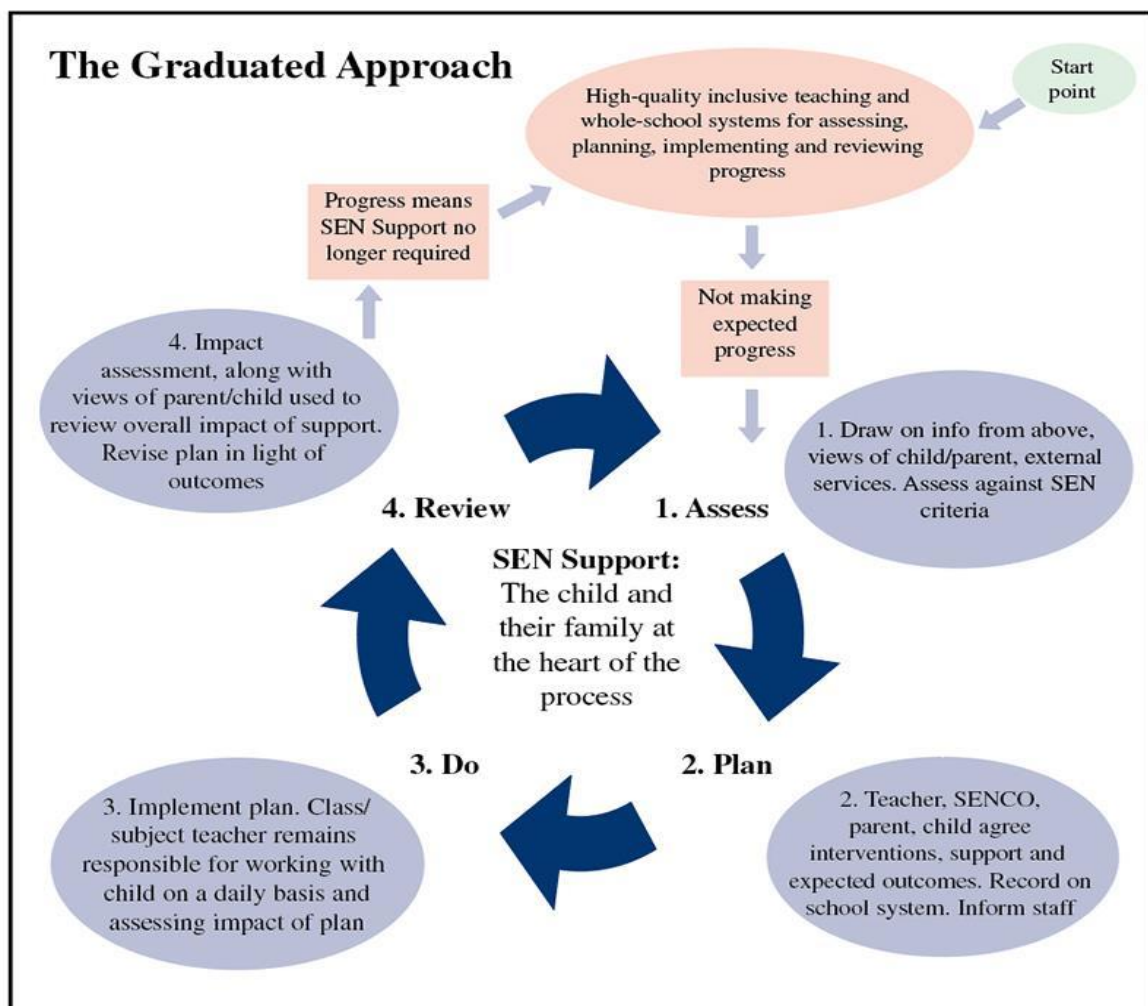 The Graduated Approach
Start
point
High-quality inclusive teaching and
whole-school systems for assessing,
planning, implementing and reviewing
progress
Progress means
SEN Support no
longer required
Not making
expected
progress
4. Impact
assessment, along with
views of parent/child used to
review overall impact of support.
Revise plan in light of
outcomes
1. Draw on info from above,
views of child/parent, external
services. Assess against SEN
criteria
4. Review
1. Assess
SEN Support:
The child and
their family at
the heart of the
process
3. Do
2. Plan
3. Implement plan. Class/
subject teacher remains
responsible for working with
child on a daily basis and
assessing impact of plan
2. Teacher, SENCO,
parent, child agree
interventions, support and
expected outcomes. Record on
school system. Inform staff